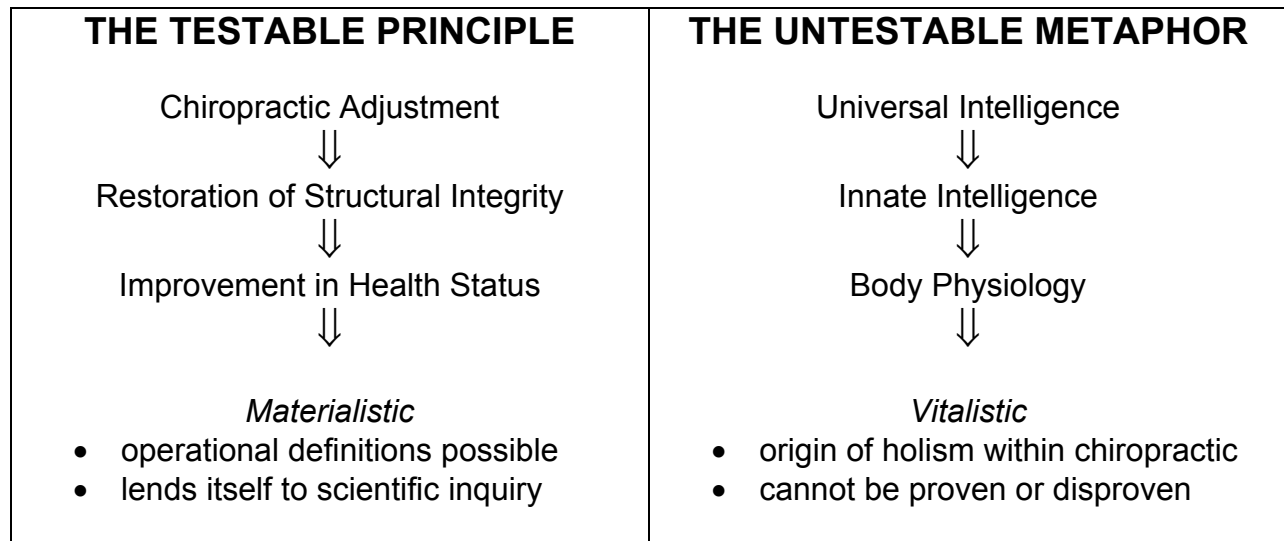 THE TESTABLE PRINCIPLE
Chiropractic Adjustment
⇓
Restoration of Structural Integrity
⇓
Improvement in Health Status
⇓
Materialistic
• operational definitions possible
• lends itself to scientific inquiry
THE UNTESTABLE METAPHOR
Universal Intelligence
⇓
Innate Intelligence
⇓
Body Physiology
⇓
Vitalistic
• origin of holism within chiropractic
• cannot be proven or disproven